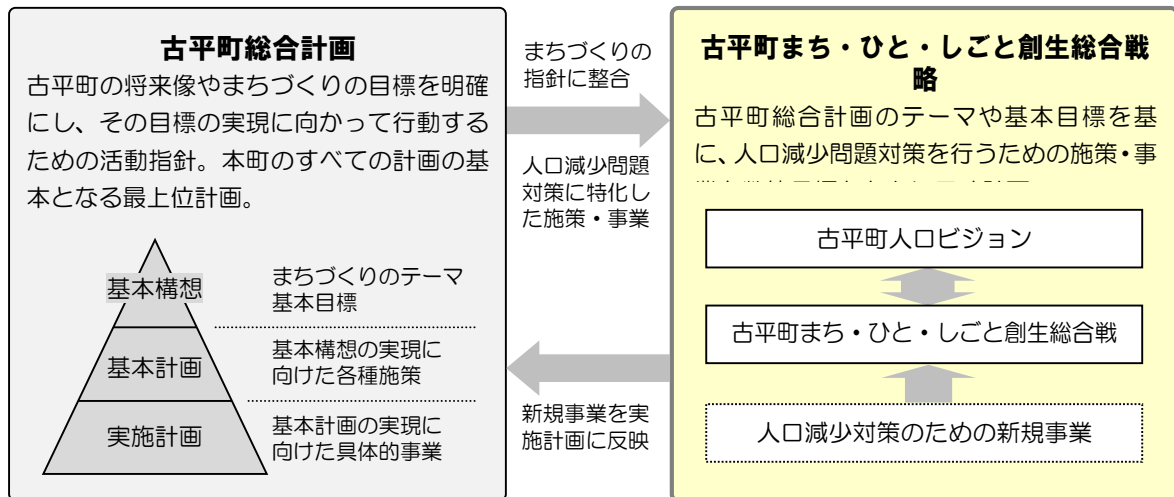 古平町総合計画
古平町の将来像やまちづくりの目標を明確
にし、その目標の実現に向かって行動する
ための活動指針。本町のすべての計画の基
本となる最上位計画。
基本構想
まちづくりのテーマ
基本目標
基本計画
基本構想の実現に
向けた各種施策
実施計画
基本計画の実現に
向けた具体的事業
まちづくりの
指針に整合
人口減少問題
対策に特化し
た施策・事業
新規事業を実
施計画に反映
古平町まち・ひと・しごと創生総合戦
略
古平町総合計画のテーマや基本目標を基
に、人口減少問題対策を行うための施策・事
古平町人口ビジョン
古平町まち・ひと・しごと創生総合戦
人口減少対策のための新規事業